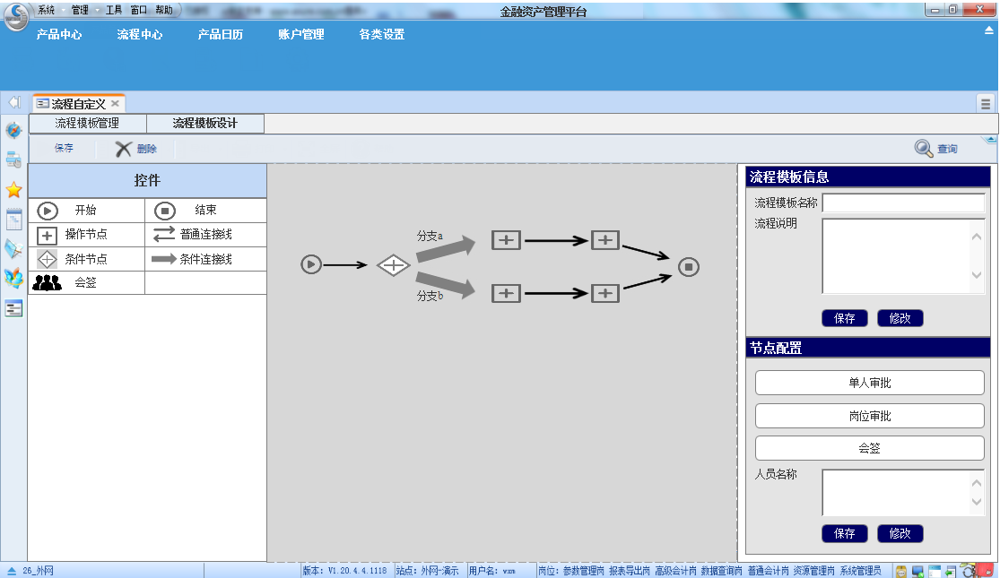 系统 管理 工具 窗口 帮助
金融资产管理平台
产品中心 流程中心 产品日历 账户管理 各类设置
流程自定义
流程模板管理 流程模板设计
保存 删除 查询
控件
开始 结束
操作节点 普通连接线
条件节点 条件连接线
会签
分支a
分支b
流程模板信息
流程模板名称
流程说明
保存 修改
节点配置
单人审批
岗位审批
会签
人员名称
保存 修改
26_外网 版本: V1.20.4.4.1118 站点: 外网-演示 用户名: vxm 岗位: 参数管理岗 报表导出岗 高级会计岗 数据查询岗 普通会计岗 资源管理岗 系统管理员